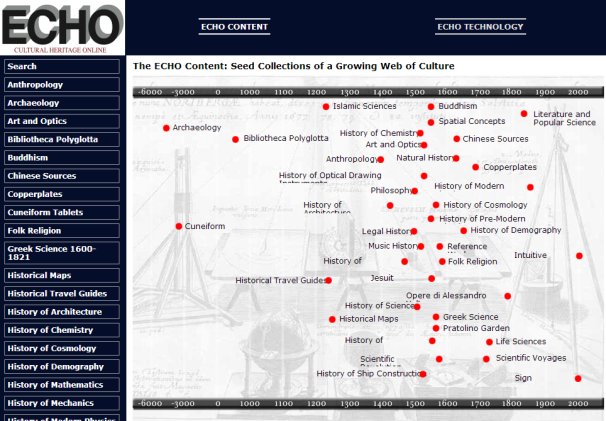 ECHO
CULTURAL HERITAGE ONLINE
ECHO CONTENT
ECHO TECHNOLOGY
Search
Anthropology
Archaeology
Art and Optics
Bibliotheca Polyglotta
Buddhism
Chinese Sources
Copperplates
Cuneiform Tablets
Folk Religion
Greek Science 1600-
1821
Historical Maps
Historical Travel Guides
History of Architecture
History of Chemistry
History of Cosmology
History of Demography
History of Mathematics
History of Mechanics
History of Modern Physics
The ECHO Content: Seed Collections of a Growing Web of Culture
-6000 -3000 0 1000 1100 1200 1300 1400 1500 1600 1700 1800 1900 2000
Islamic Sciences
Buddhism
Literature and
Popular Science
Spatial Concepts
Archaeology
History of Chemistry
Bibliotheca Polyglotta
Chinese Sources
Art and Optics
Anthropology
Natural History
Copperplates
History of Optical Drawing
Instruments
History of Modern
Philosophy
History of
Architecture
History of Cosmology
History of Pre-Modern
Cuneiform
Legal History
History of Demography
Music History
Reference
Intuitive
History of
Folk Religion
Historical Travel Guides
Jesuit
Opere di Alessandro
History of Science
Greek Science
Historical Maps
Pratolino Garden
History of
Life Sciences
Scientific
Revolution
Scientific Voyages
History of Ship Constructio
Sign
-6000 -3000 0 1000 1100 1200 1300 1400 1500 1600 1700 1800 1900 2000